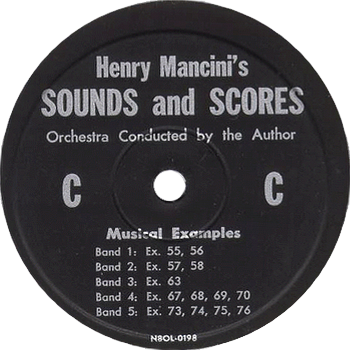 Henry Mancini's
SOUNDS and SCORES
Orchestra Conducted by the Author
C C
Musical Examples
Band 1: Ex. 55, 56
Band 2: Ex. 57, 58
Band 3: Ex. 63
Band 4: Ex. 67, 68, 69, 70
Band 5: Ex. 73, 74, 75, 76
N8OL-0198